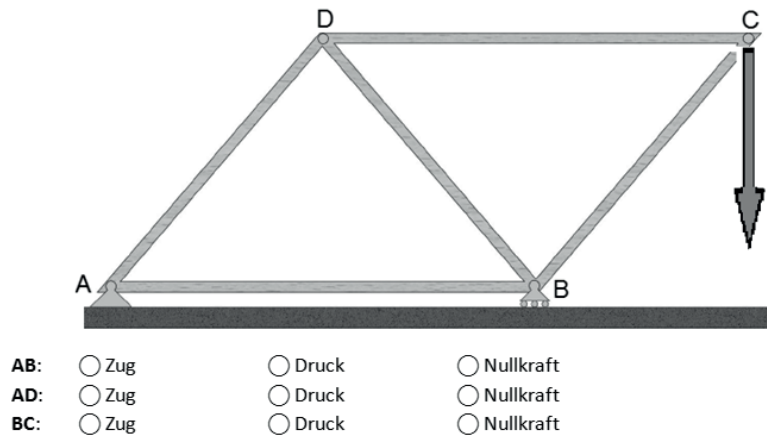 D
C
A
B
AB: Zug Druck Nullkraft
AD: Zug Druck Nullkraft
BC: Zug Druck Nullkraft